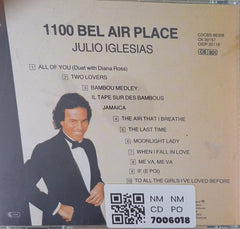 1100 BEL AIR PLACE
JULIO IGLESIAS
CDCBS 86308
CK 39157
DIDP 20118
1 ALL OF YOU (Duet with Diana Ross)
2 TWO LOVERS
3 BAMBOU MEDLEY:
IL TAPE SUR DES BAMBOUS
JAMAICA
4 THE AIR THAT I BREATHE
5 THE LAST TIME
6 MOONLIGHT LADY
7 WHEN I FALL IN LOVE
8 ME VA, ME VA
9 IF (E POI)
10 TO ALL THE GIRLS I'VE LOVED BEFORE
NM NM
CD PO
7006018